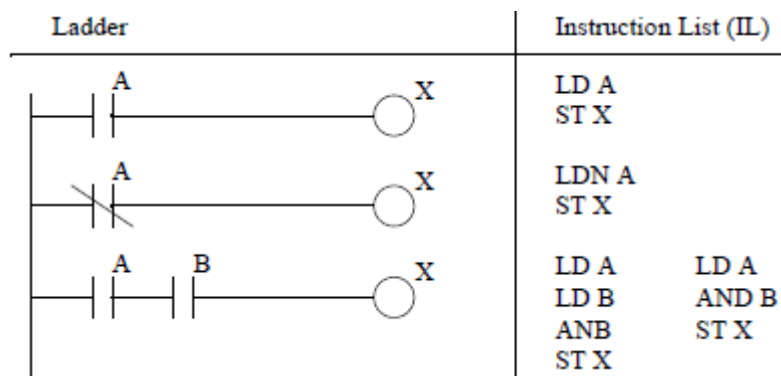 Ladder Instruction List (IL)
A X LD A
ST X
A X LDN A
ST X
A B X LD A LD A
LD B AND B
ANB ST X
ST X